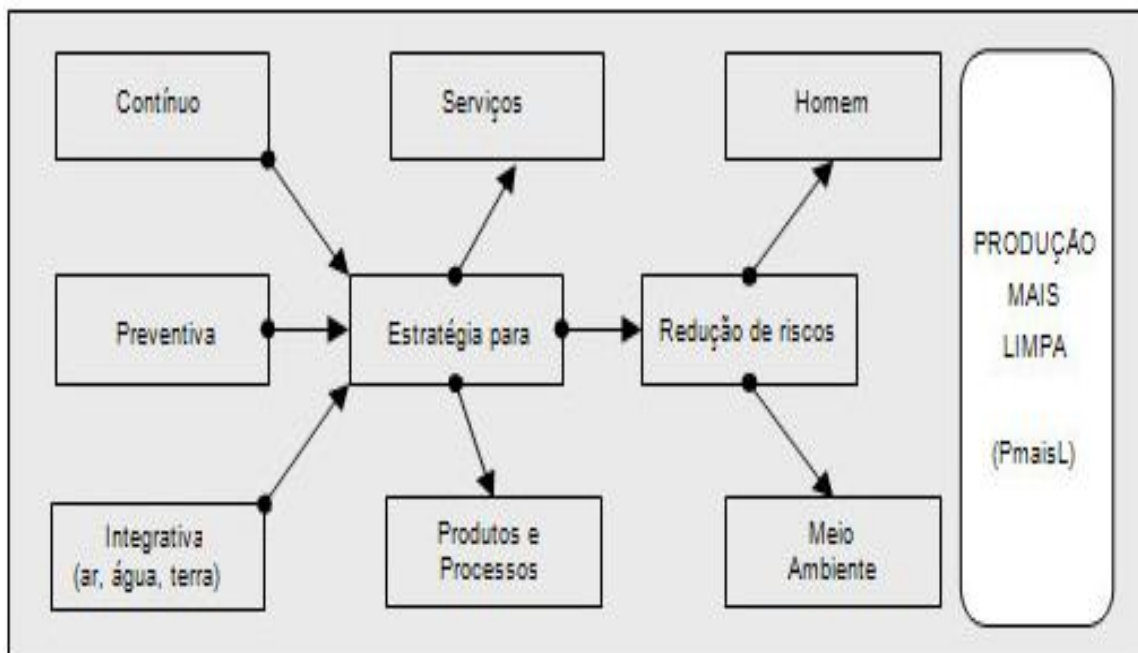 Contínuo
Serviços
Homem
Preventiva
Estratégia para
Redução de riscos
Integrativa
(ar, água, terra)
Produtos e
Processos
Meio
Ambiente
PRODUÇÃO
MAIS
LIMPA
(PmaisL)